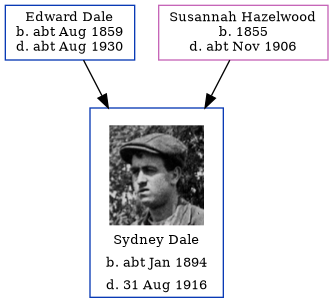 Edward Dale
b. abt Aug 1859
d. abt Aug 1930
Susannah Hazelwood
b. 1855
d. abt Nov 1906
Sydney Dale
b. abt Jan 1894
d. 31 Aug 1916